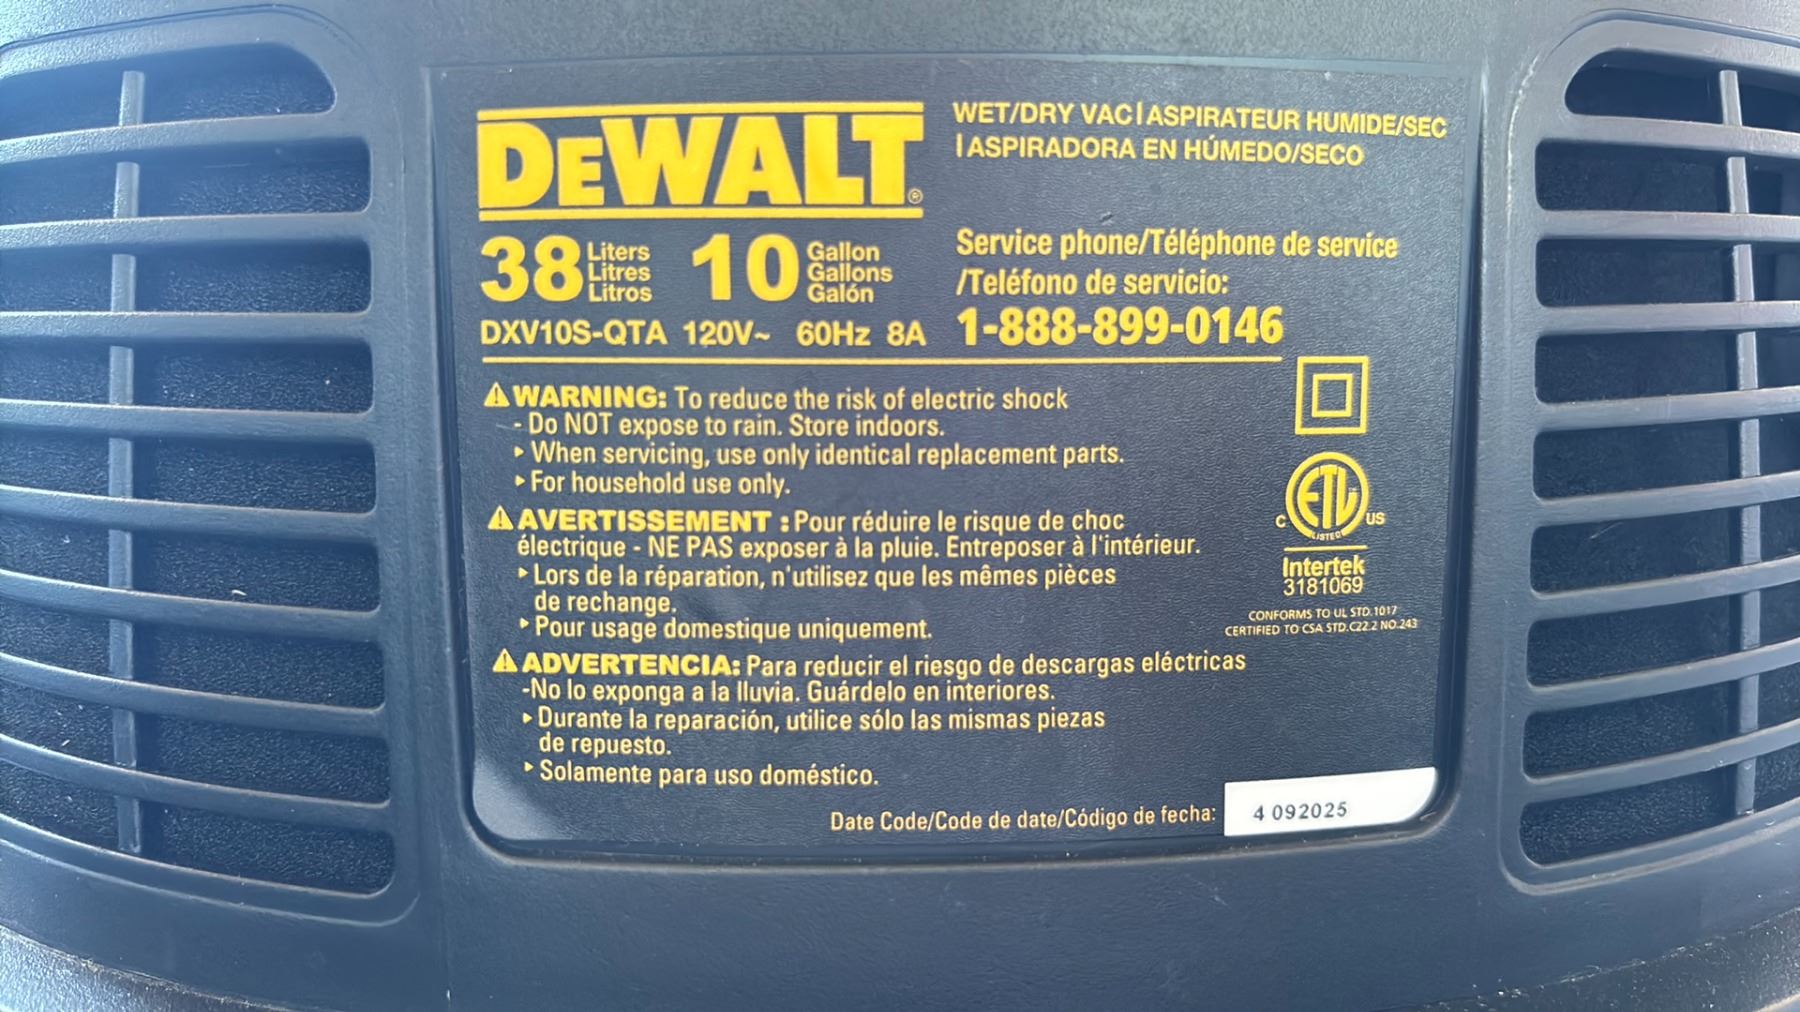 DEWALT®
WET/DRY VAC | ASPIRATEUR HUMIDE/SEC
| ASPIRADORA EN HÚMEDO/SECO
38 Liters Litres Litros 10 Gallon Gallons Galón
DXV10S-QTA 120V~ 60Hz 8A
Service phone/Téléphone de service
/Teléfono de servicio:
1-888-899-0146
⚠ WARNING: To reduce the risk of electric shock
- Do NOT expose to rain. Store indoors.
▸ When servicing, use only identical replacement parts.
▸ For household use only.
⚠ AVERTISSEMENT : Pour réduire le risque de choc
électrique - NE PAS exposer à la pluie. Entreposer à l'intérieur.
▸ Lors de la réparation, n'utilisez que les mêmes pièces
de rechange.
▸ Pour usage domestique uniquement.
⚠ ADVERTENCIA: Para reducir el riesgo de descargas eléctricas
-No lo exponga a la lluvia. Guárdelo en interiores.
▸ Durante la reparación, utilice sólo las mismas piezas
de repuesto.
▸ Solamente para uso doméstico.
C ETL US
LISTED
Intertek
3181069
CONFORMS TO UL STD.1017
CERTIFIED TO CSA STD.C22.2 NO.243
Date Code/Code de date/Código de fecha: 4 092025